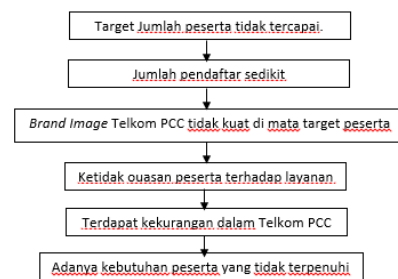 Target Jumlah peserta tidak tercapai.
Jumlah pendaftar sedikit
Brand Image Telkom PCC tidak kuat di mata target peserta
Ketidak ouasan peserta terhadap layanan
Terdapat kekurangan dalam Telkom PCC
Adanya kebutuhan peserta yang tidak terpenuhi